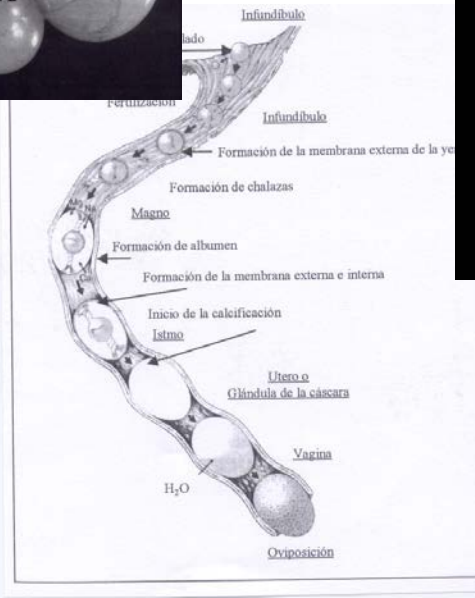 Infundíbulo
lado
Fertilización
Infundíbulo
Formación de la membrana externa de la ye
Formación de chalazas
Magno
Formación de albumen
Formación de la membrana externa e interna
Inicio de la calcificación
Istmo
Utero o
Glándula de la cáscara
Vagina
H₂O
Oviposición